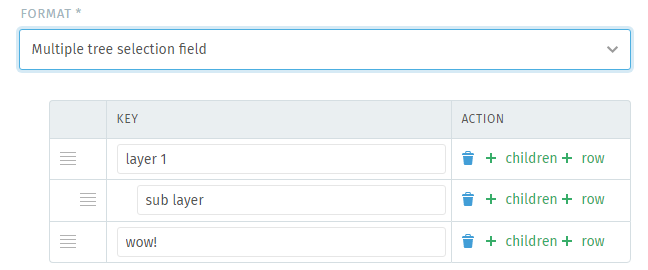 FORMAT *
Multiple tree selection field
KEY ACTION
layer 1 + children + row
sub layer + children + row
wow! + children + row